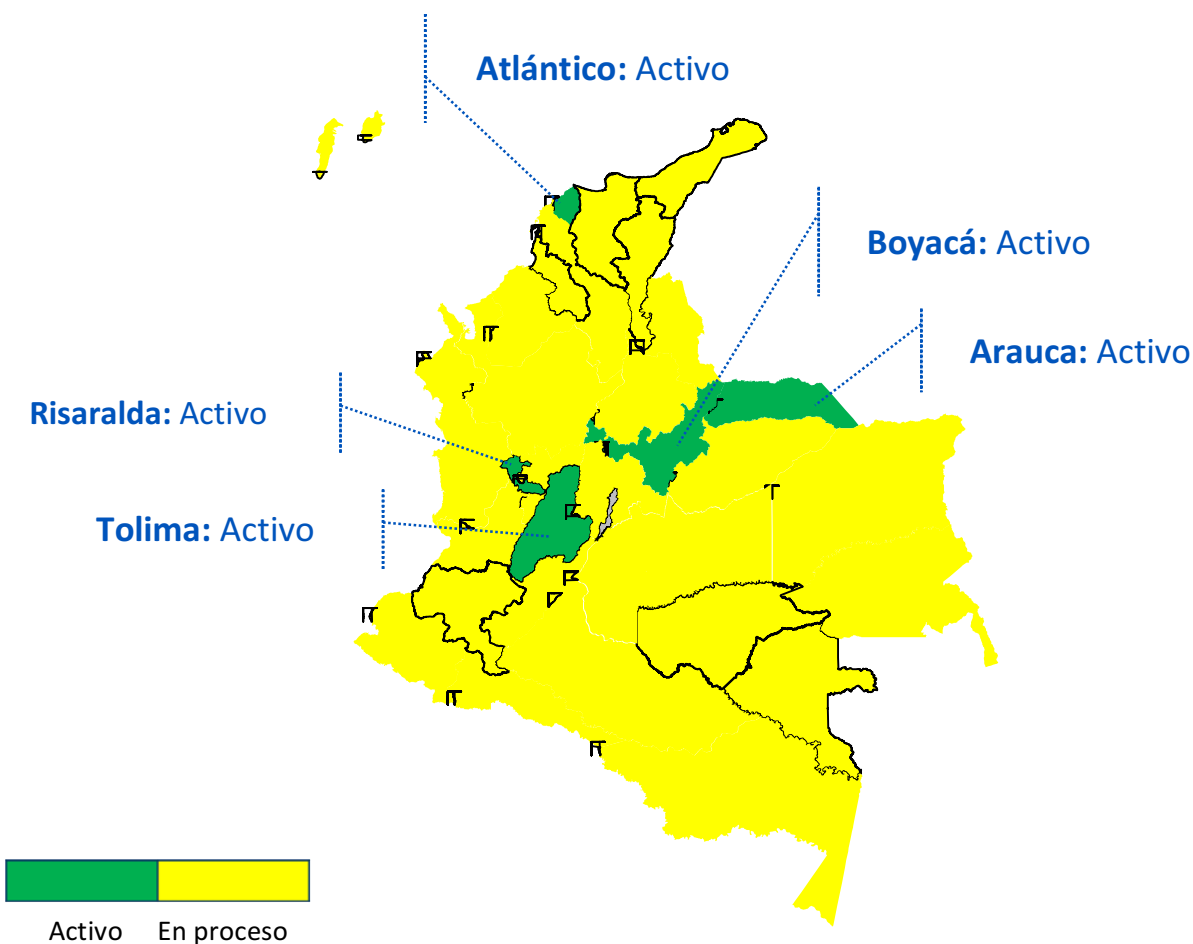 Atlántico: Activo
Boyacá: Activo
Arauca: Activo
Risaralda: Activo
Tolima: Activo
Activo
En proceso